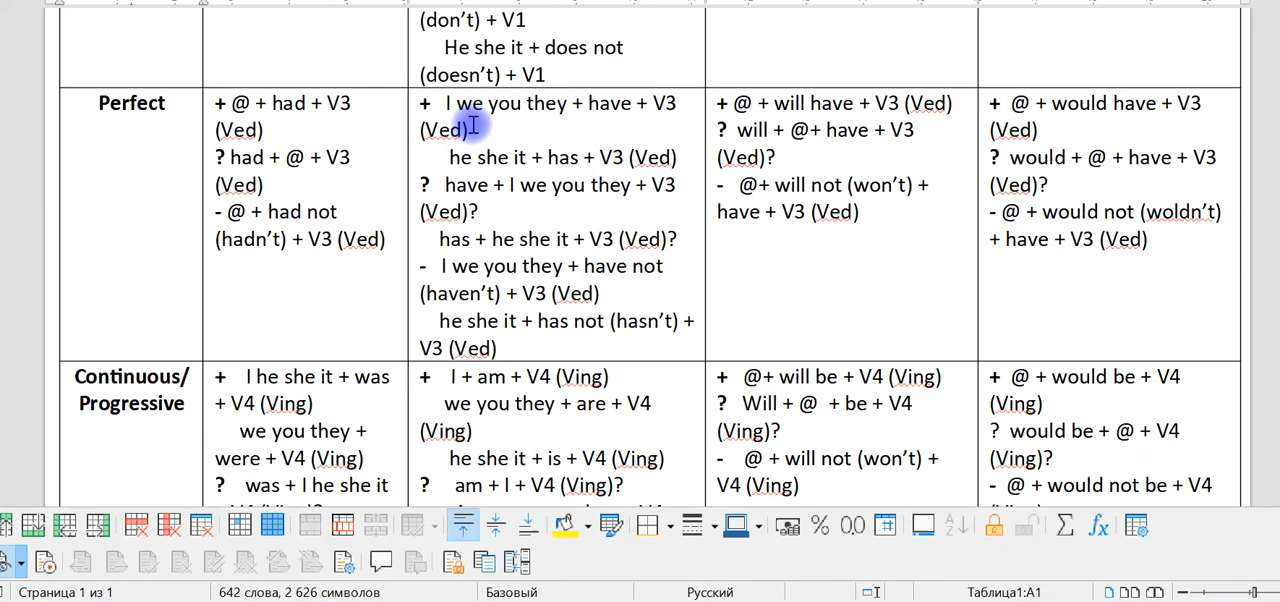 (don't) + V1
He she it + does not
(doesn't) + V1
Perfect
+ @ + had + V3
(Ved)
? had + @ + V3
(Ved)
- @ + had not
(hadn't) + V3 (Ved)
+ I we you they + have + V3
(Ved)
he she it + has + V3 (Ved)
? have + I we you they + V3
(Ved)?
has + he she it + V3 (Ved)?
- I we you they + have not
(haven't) + V3 (Ved)
he she it + has not (hasn't) +
V3 (Ved)
+ @ + will have + V3 (Ved)
? will + @+ have + V3
(Ved)?
- @+ will not (won't) +
have + V3 (Ved)
+ @ + would have + V3
(Ved)
? would + @ + have + V3
(Ved)?
- @ + would not (woldn't)
+ have + V3 (Ved)
Continuous/
Progressive
+ I he she it + was
+ V4 (Ving)
we you they +
were + V4 (Ving)
? was + I he she it
+ I + am + V4 (Ving)
we you they + are + V4
(Ving)
he she it + is + V4 (Ving)
? am + I + V4 (Ving)?
+ @+ will be + V4 (Ving)
? Will + @ + be + V4
(Ving)?
- @ + will not (won't) +
V4 (Ving)
+ @ + would be + V4
(Ving)
? would be + @ + V4
(Ving)?
- @ + would not be + V4
Страница 1 из 1
642 слова, 2 626 символов
Базовый
Русский
Таблица1:A1